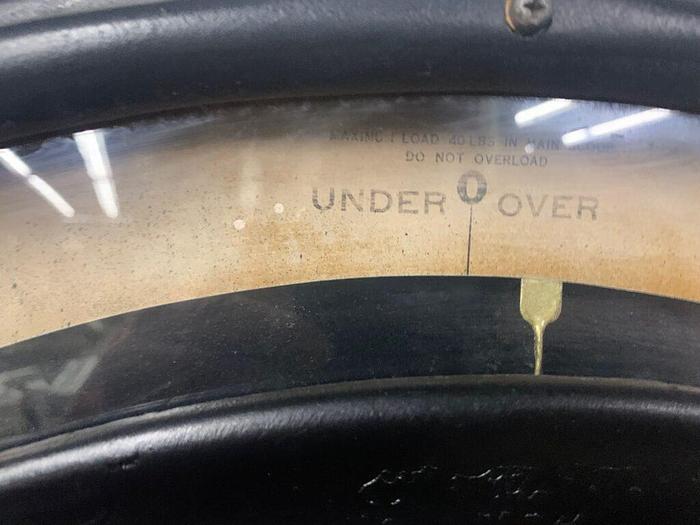 LOAD 40 LBS IN MAIN
DO NOT OVERLOAD
UNDER 0 OVER